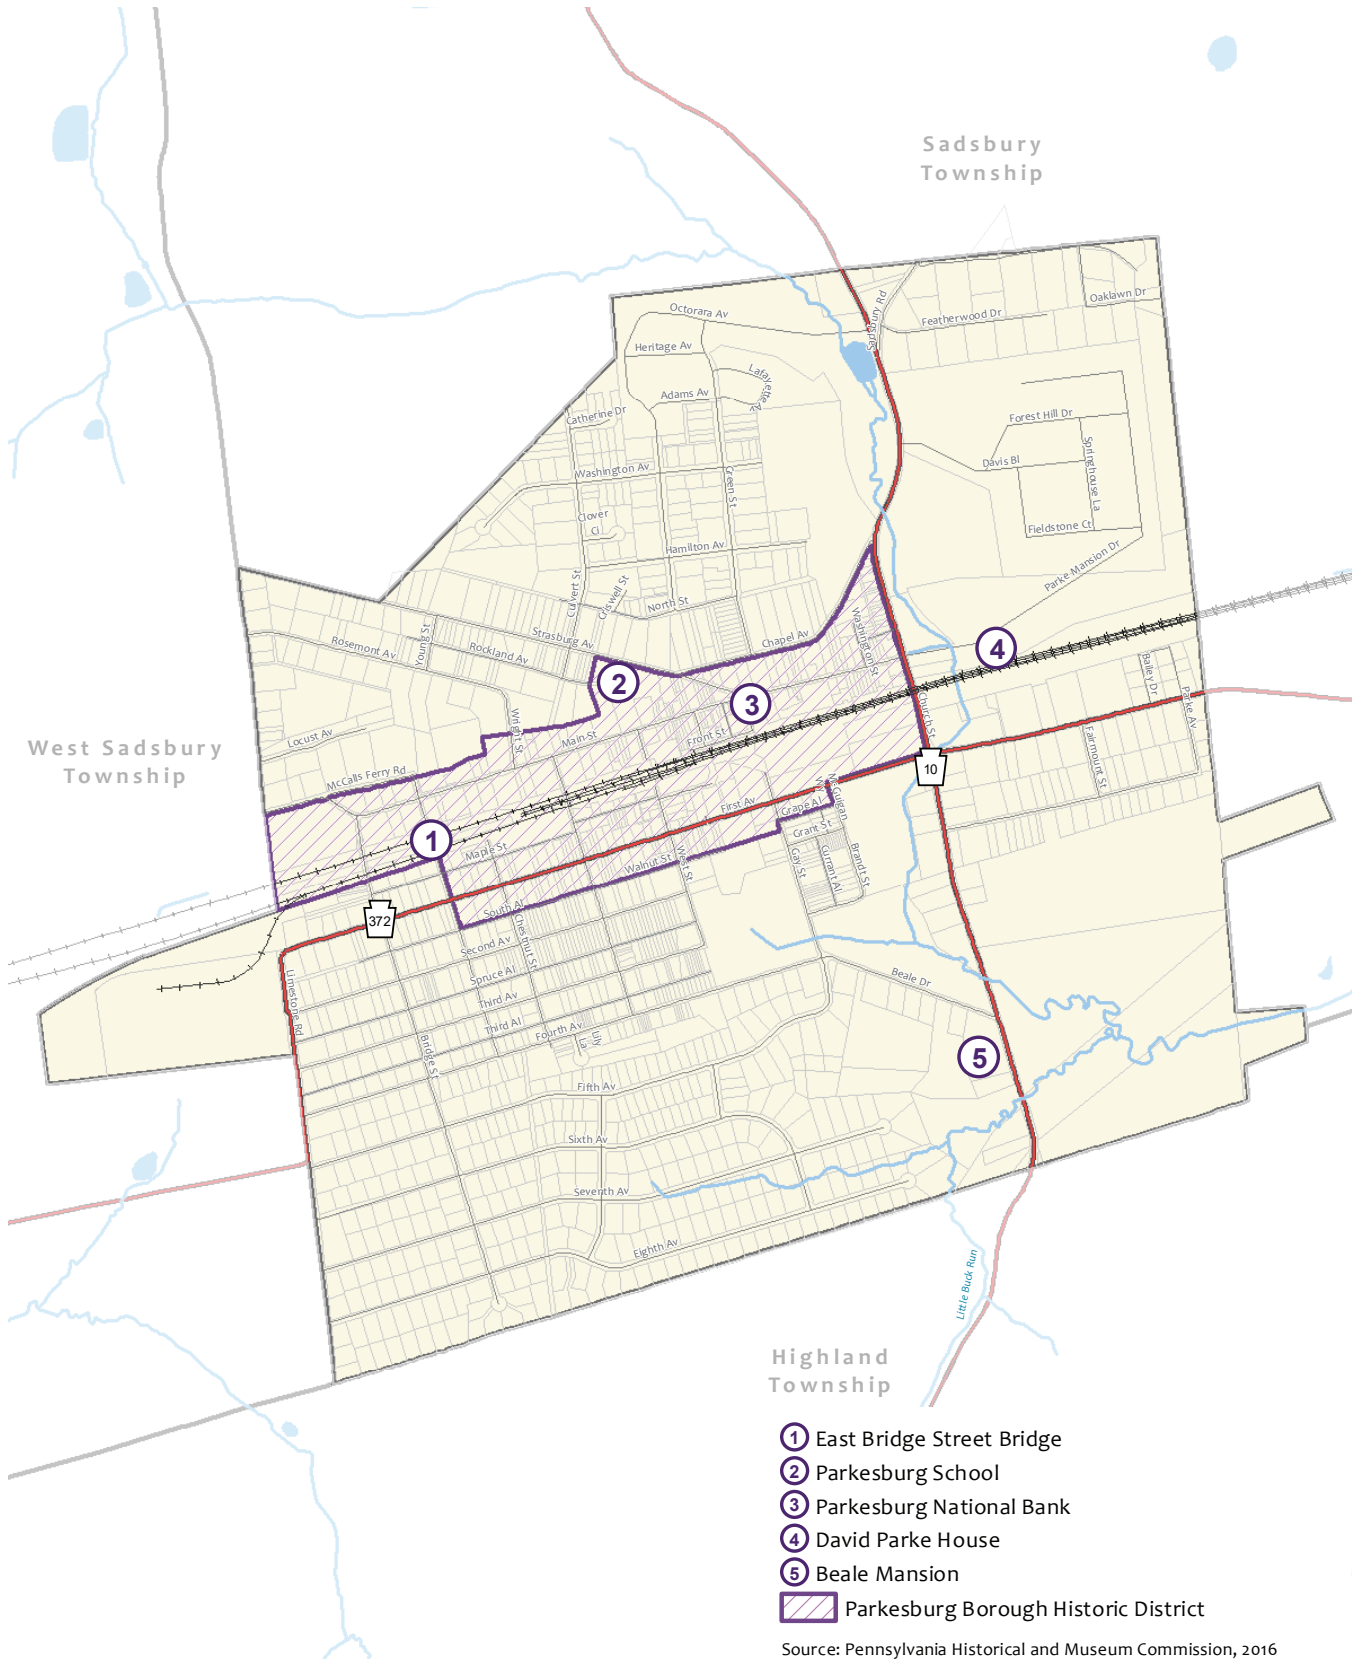 Sadsbury
Township
Sadsbury Rd
Oaklawn Dr
Octorara Av
Featherwood Dr
Heritage Av
Lafayette Av
Adams Av
Catherine Dr
Forest Hill Dr
Springhouse La
Davis Bl
Washington Av
Green St
Clover
Ci
Fieldstone Ct
Hamilton Av
Parke Mansion Dr
Culvert St
Criswell St
North St
Washington St
Strasburg Av
Chapel Av
Young St
Rosemont Av
Rockland Av
4
2
Bailey Dr
Parke Av
3
Church St
Wright St
Main St
Front St
Locust Av
Fairmount St
West Sadsbury
Township
McCalls Ferry Rd
10
McGuigan
Wy
First Av
Grape Al
1
Grant St
Maple St
West St
Walnut St
Gay St
Currant Al
Brandt St
372
South Al
Chestnut St
Second Av
Spruce Al
Beale Dr
Limestone Rd
Third Av
Third Al
Fourth Av
Lily
La
Bridge St
5
Fifth Av
Sixth Av
Seventh Av
Eighth Av
Little Buck Run
Highland
Township
1 East Bridge Street Bridge
2 Parkesburg School
3 Parkesburg National Bank
4 David Parke House
5 Beale Mansion
Parkesburg Borough Historic District
Source: Pennsylvania Historical and Museum Commission, 2016